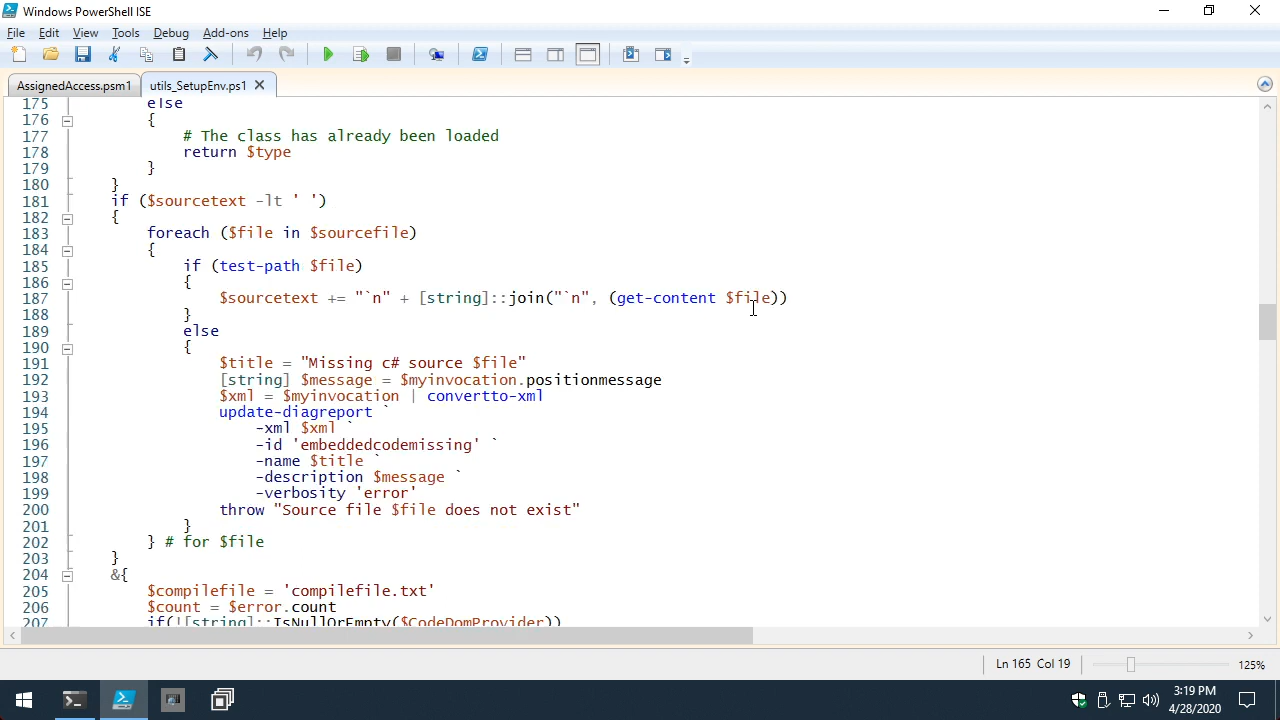 Windows PowerShell ISE
File Edit View Tools Debug Add-ons Help
AssignedAccess.psm1 utils_SetupEnv.ps1
175 else
176 {
177 # The class has already been loaded
178 return $type
179 }
180 }
181 if ($sourcetext -lt ' ')
182 {
183 foreach ($file in $sourcefile)
184 {
185 if (test-path $file)
186 {
187 $sourcetext += "`n" + [string]::join("`n", (get-content $file))
188 }
189 else
190 {
191 $title = "Missing c# source $file"
192 [string] $message = $myinvocation.positionmessage
193 $xml = $myinvocation | convertto-xml
194 update-diagreport `
195 -xml $xml `
196 -id 'embeddedcodemissing' `
197 -name $title `
198 -description $message `
199 -verbosity 'error'
200 throw "Source file $file does not exist"
201 }
202 } # for $file
203 }
204 &{
205 $compilefile = 'compilefile.txt'
206 $count = $error.count
207 if(![string]::IsNullOrEmpty($CodeDomProvider))
Ln 165 Col 19 125%
3:19 PM
4/28/2020